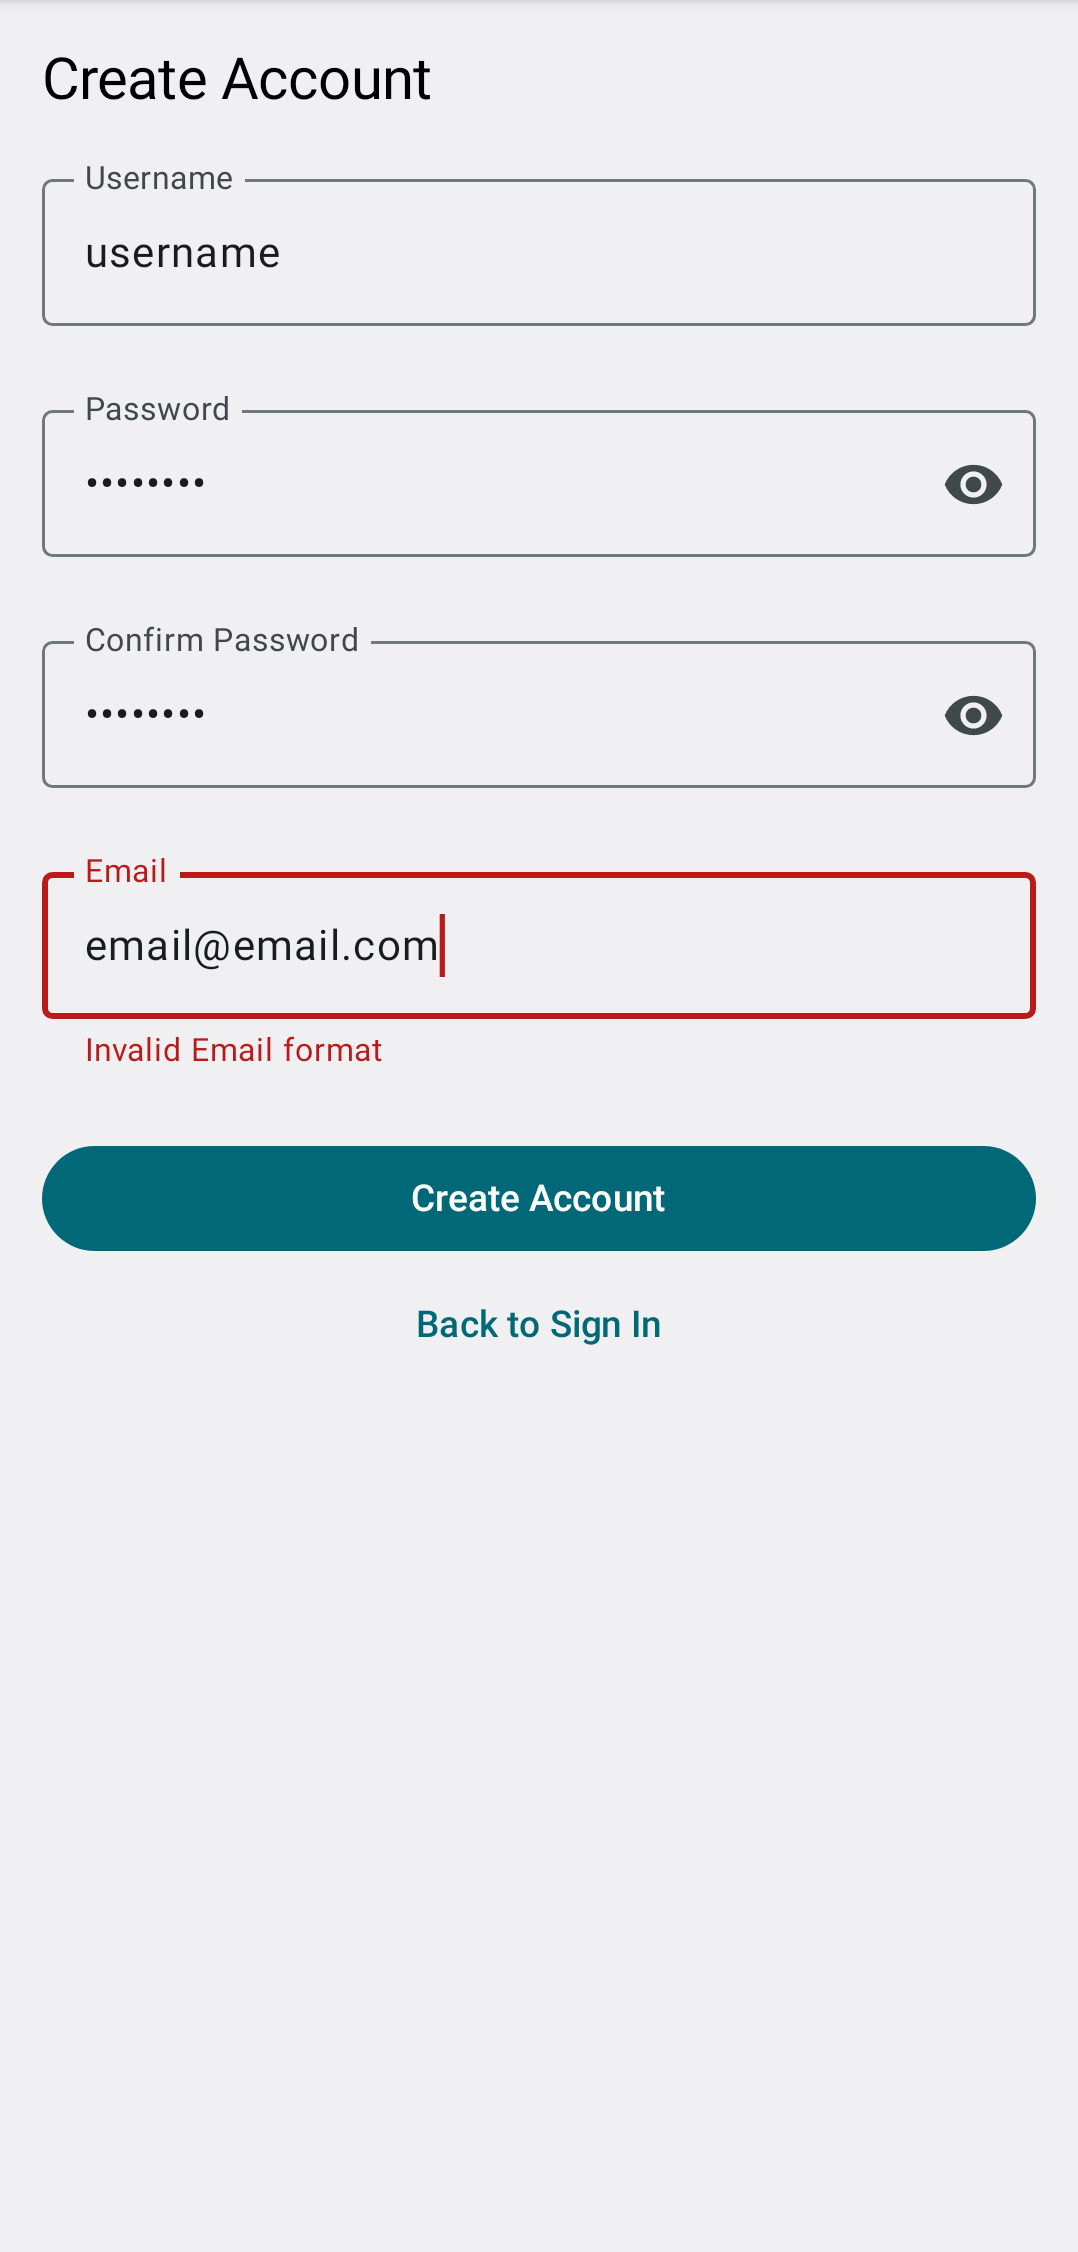 Create Account
Username
username
Password
••••••••
Confirm Password
••••••••
Email
email@email.com
Invalid Email format
Create Account
Back to Sign In